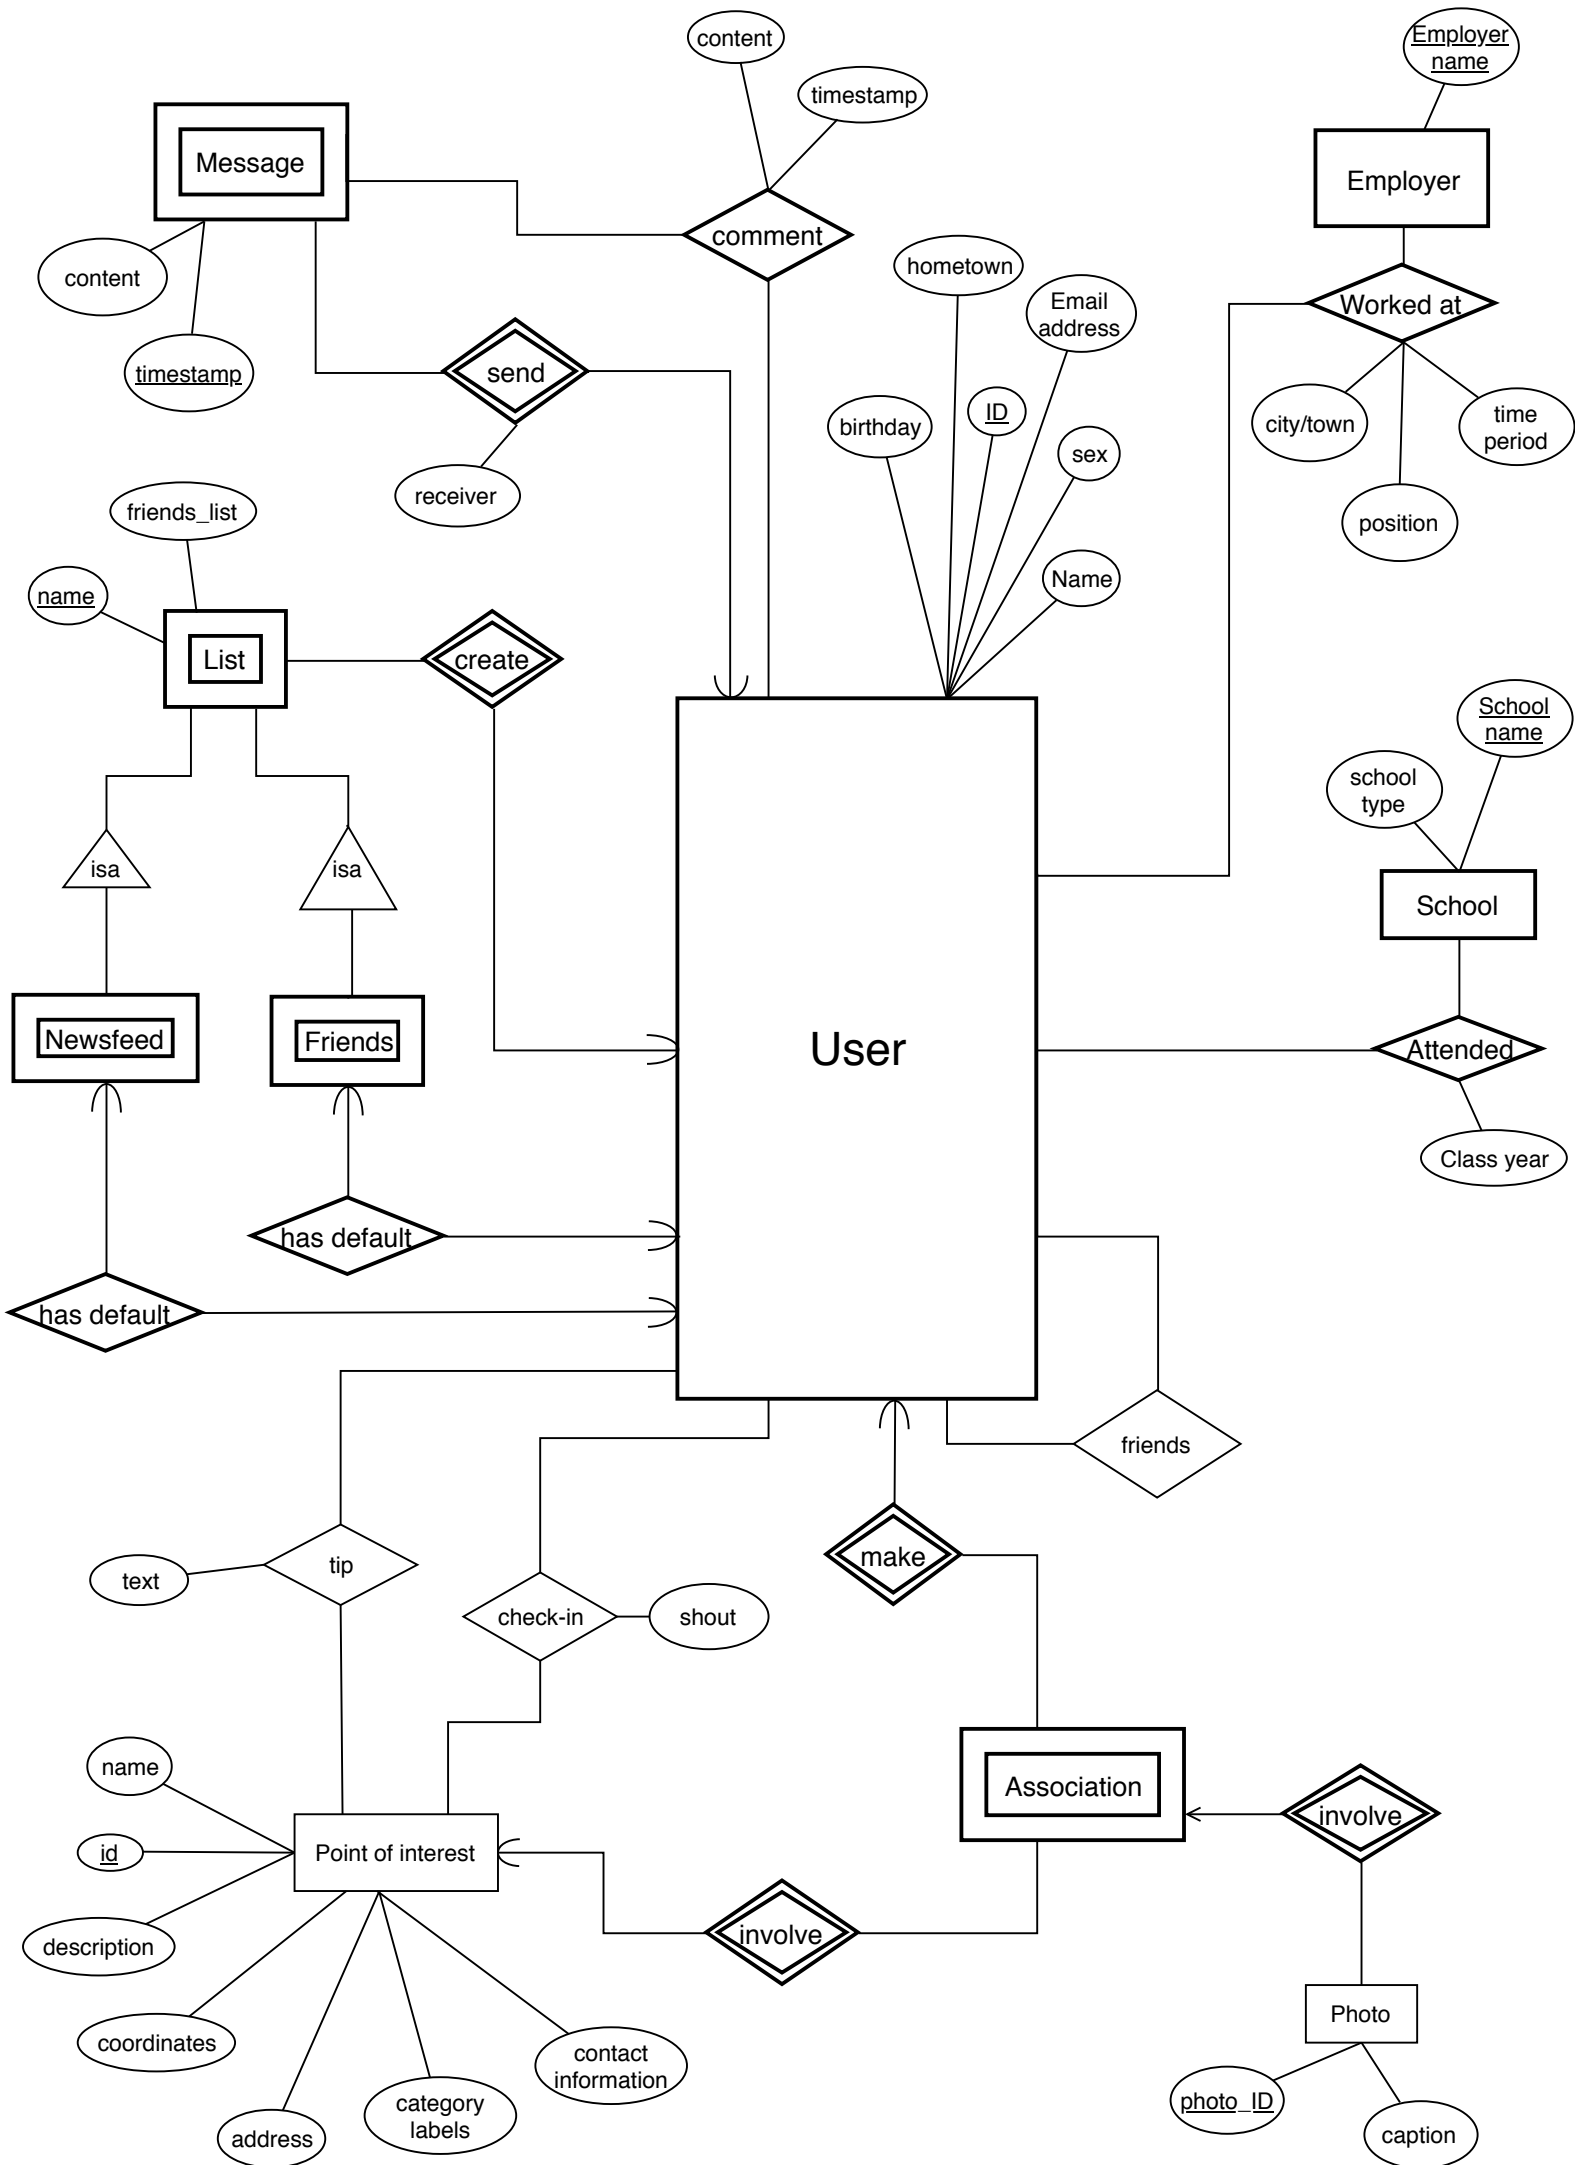 content
timestamp
Employer
name
Message
Employer
comment
content
hometown
Email
address
Worked at
timestamp
send
birthday
ID
sex
city/town
time
period
receiver
position
friends_list
name
Name
List
create
School
name
school
type
isa
isa
School
Newsfeed
Friends
User
Attended
Class year
has default
has default
friends
text
tip
make
check-in
shout
name
Association
involve
id
Point of interest
description
involve
coordinates
contact
information
Photo
category
labels
address
photo_ID
caption